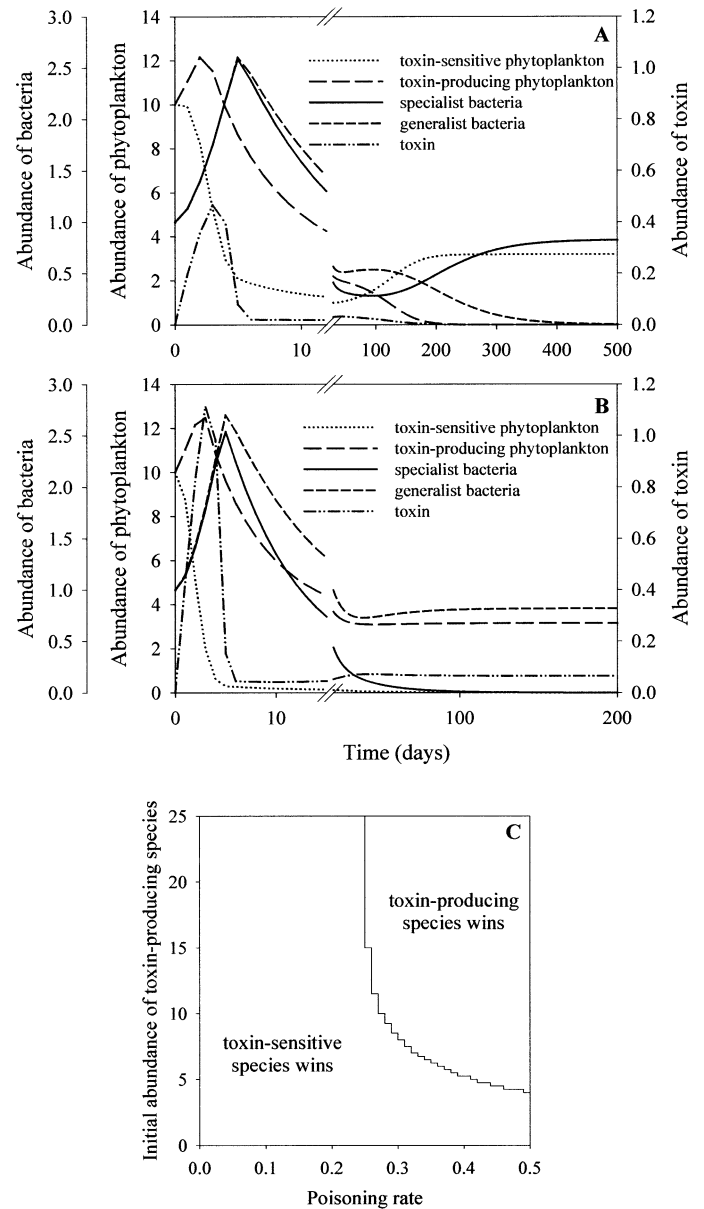 3.0 14 1.2
A
2.5 12 1.0
2.0 10 0.8
1.5 8 0.6
1.0 6 0.4
0.5 4 0.2
2
0.0 0 0.0
Abundance of bacteria
Abundance of phytoplankton
Abundance of toxin
toxin-sensitive phytoplankton
toxin-producing phytoplankton
specialist bacteria
generalist bacteria
toxin
0 10 100 200 300 400 500
3.0 14 1.2
B
2.5 12 1.0
2.0 10 0.8
1.5 8 0.6
1.0 6 0.4
0.5 4 0.2
2
0.0 0 0.0
Abundance of bacteria
Abundance of phytoplankton
Abundance of toxin
toxin-sensitive phytoplankton
toxin-producing phytoplankton
specialist bacteria
generalist bacteria
toxin
0 10 100 200
Time (days)
Initial abundance of toxin-producing species
25
20
15
10
5
0
C
toxin-producing
species wins
toxin-sensitive
species wins
0.0 0.1 0.2 0.3 0.4 0.5
Poisoning rate